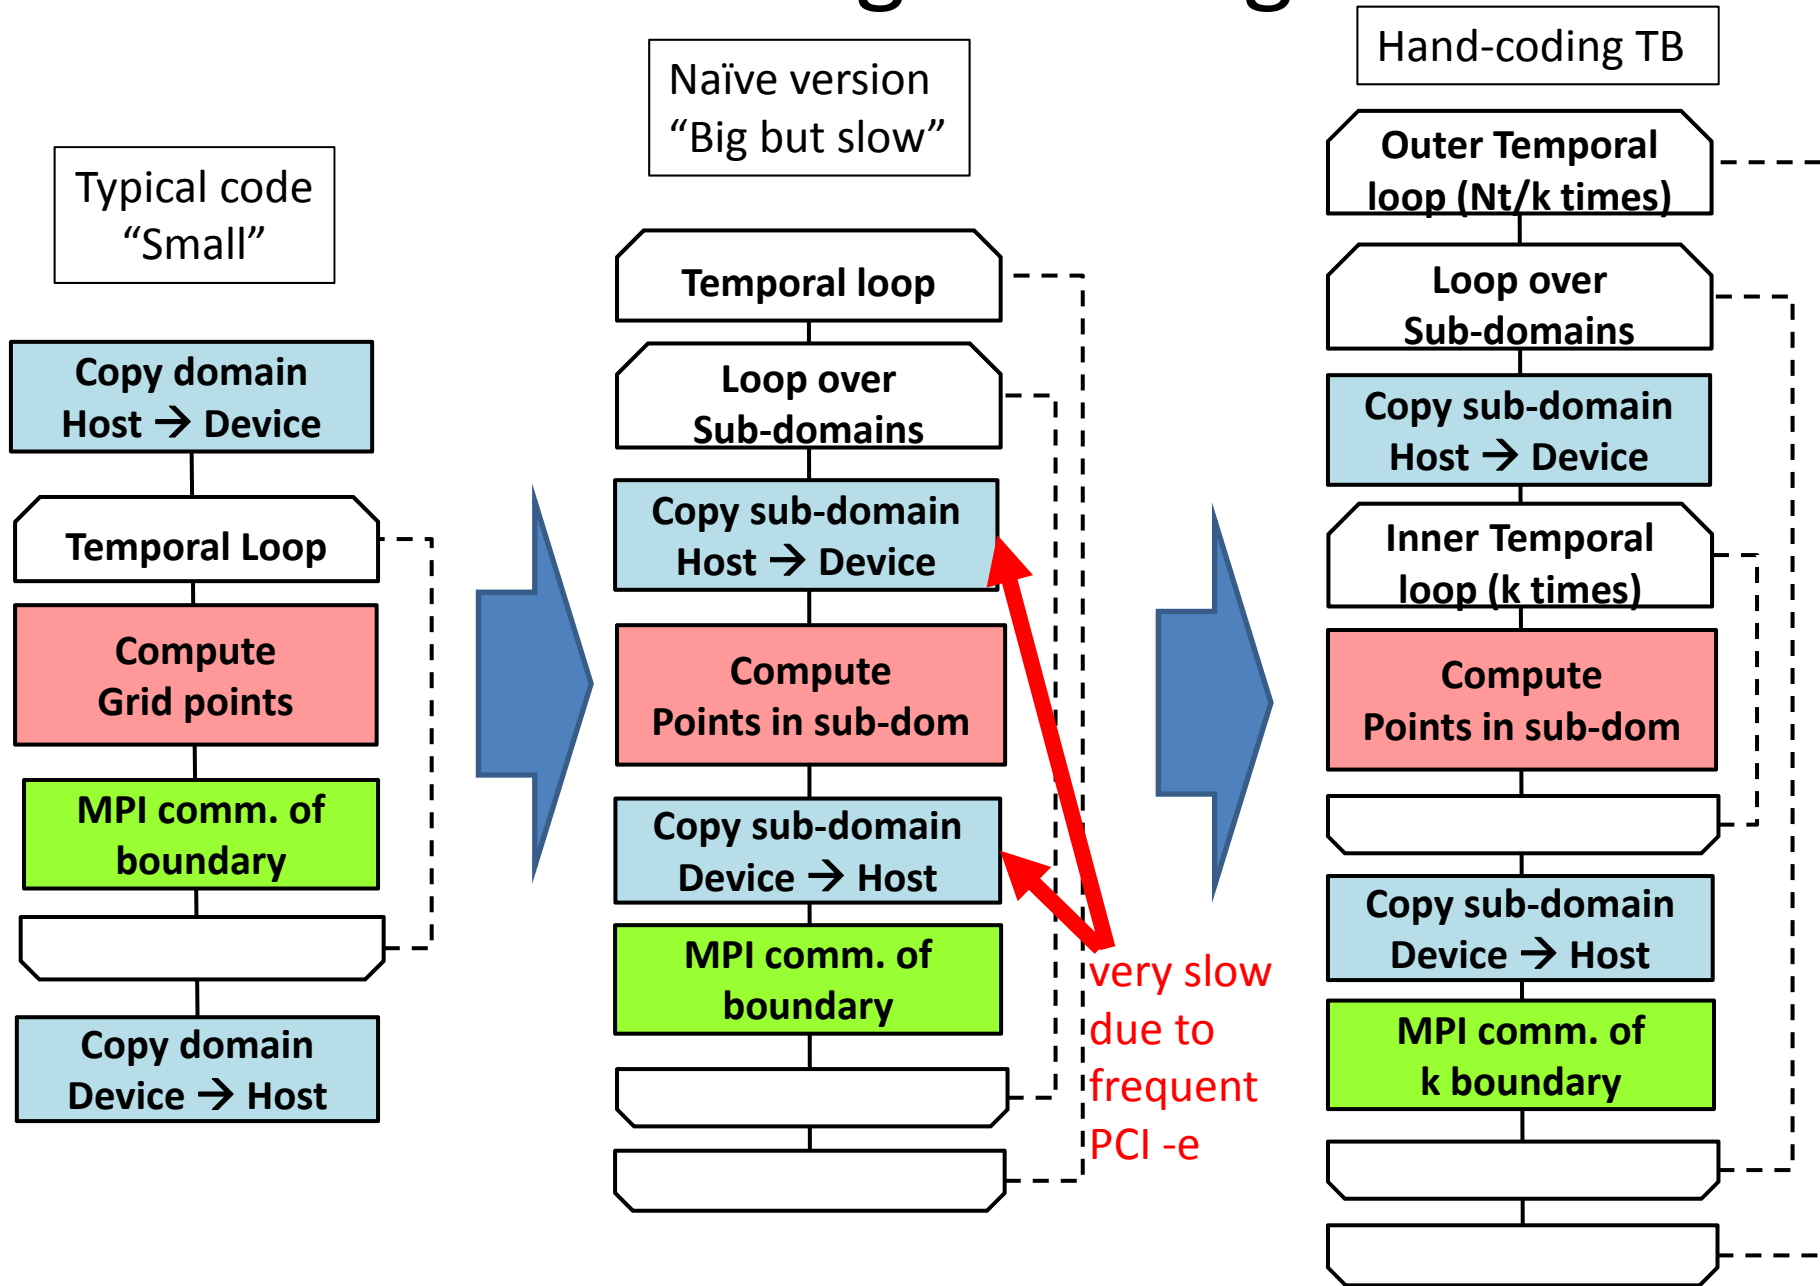 Typical code
“Small”
Copy domain
Host → Device
Temporal Loop
Compute
Grid points
MPI comm. of
boundary
Copy domain
Device → Host
Naïve version
“Big but slow”
Temporal loop
Loop over
Sub-domains
Copy sub-domain
Host → Device
Compute
Points in sub-dom
Copy sub-domain
Device → Host
MPI comm. of
boundary
very slow
due to
frequent
PCI -e
Hand-coding TB
Outer Temporal
loop (Nt/k times)
Loop over
Sub-domains
Copy sub-domain
Host → Device
Inner Temporal
loop (k times)
Compute
Points in sub-dom
Copy sub-domain
Device → Host
MPI comm. of
k boundary